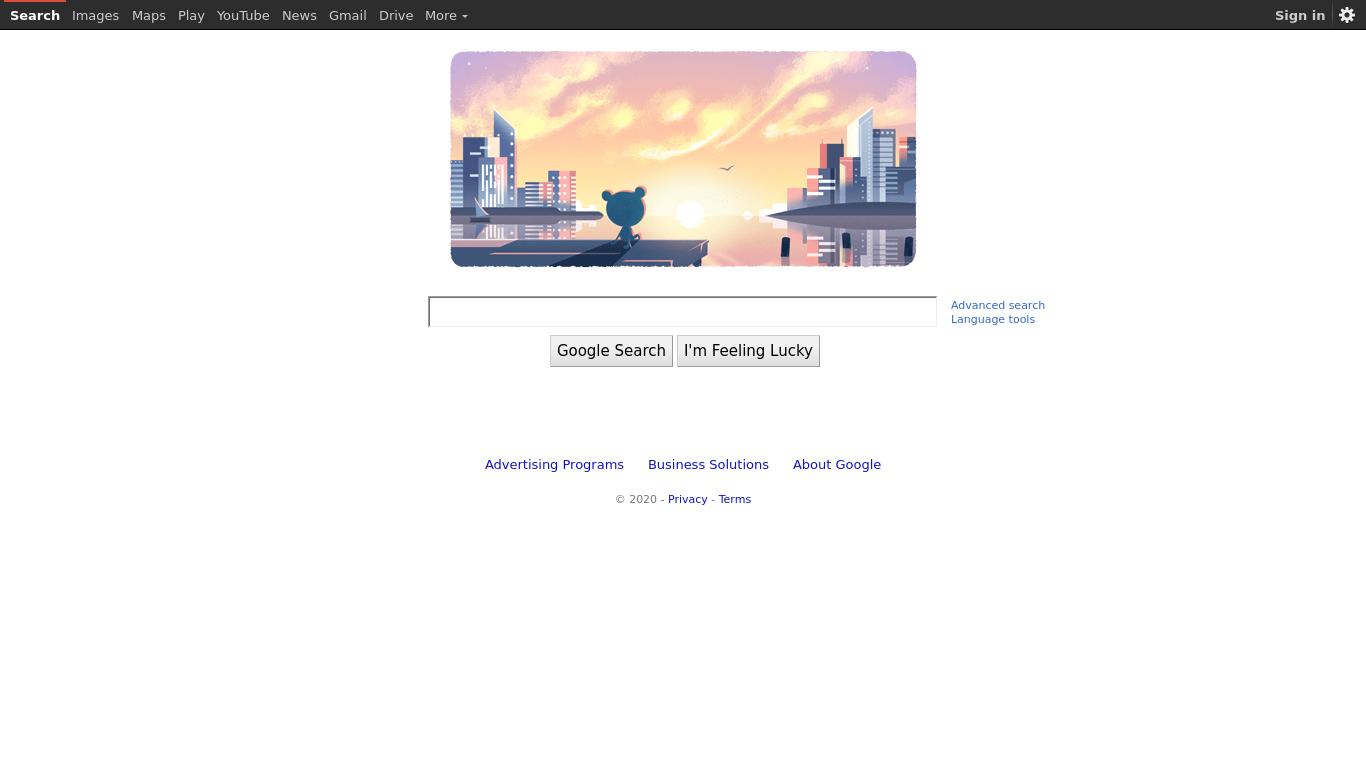 Search Images Maps Play YouTube News Gmail Drive More Sign in
Advanced search
Language tools
Google Search I'm Feeling Lucky
Advertising Programs Business Solutions About Google
© 2020 - Privacy - Terms